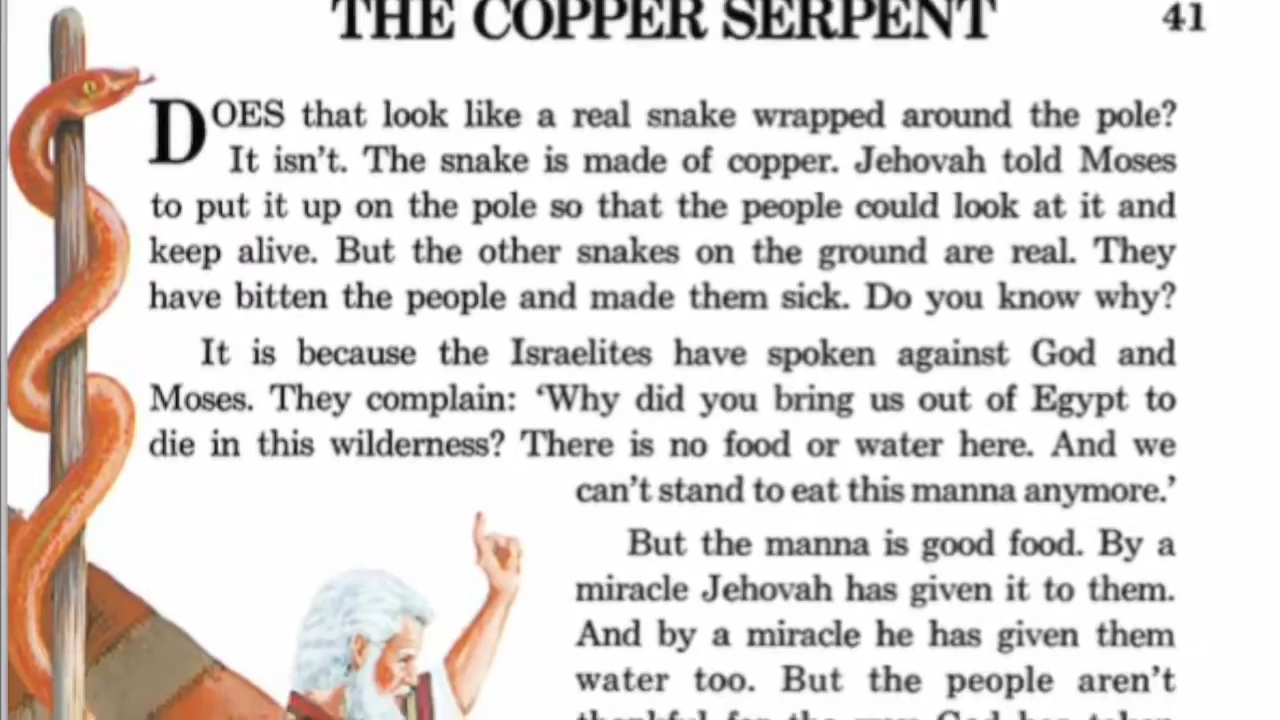 THE COPPER SERPENT 41
DOES that look like a real snake wrapped around the pole?
It isn't. The snake is made of copper. Jehovah told Moses
to put it up on the pole so that the people could look at it and
keep alive. But the other snakes on the ground are real. They
have bitten the people and made them sick. Do you know why?
It is because the Israelites have spoken against God and
Moses. They complain: ‘Why did you bring us out of Egypt to
die in this wilderness? There is no food or water here. And we
can't stand to eat this manna anymore.’
But the manna is good food. By a
miracle Jehovah has given it to them.
And by a miracle he has given them
water too. But the people aren't
thankful for the way God has taken